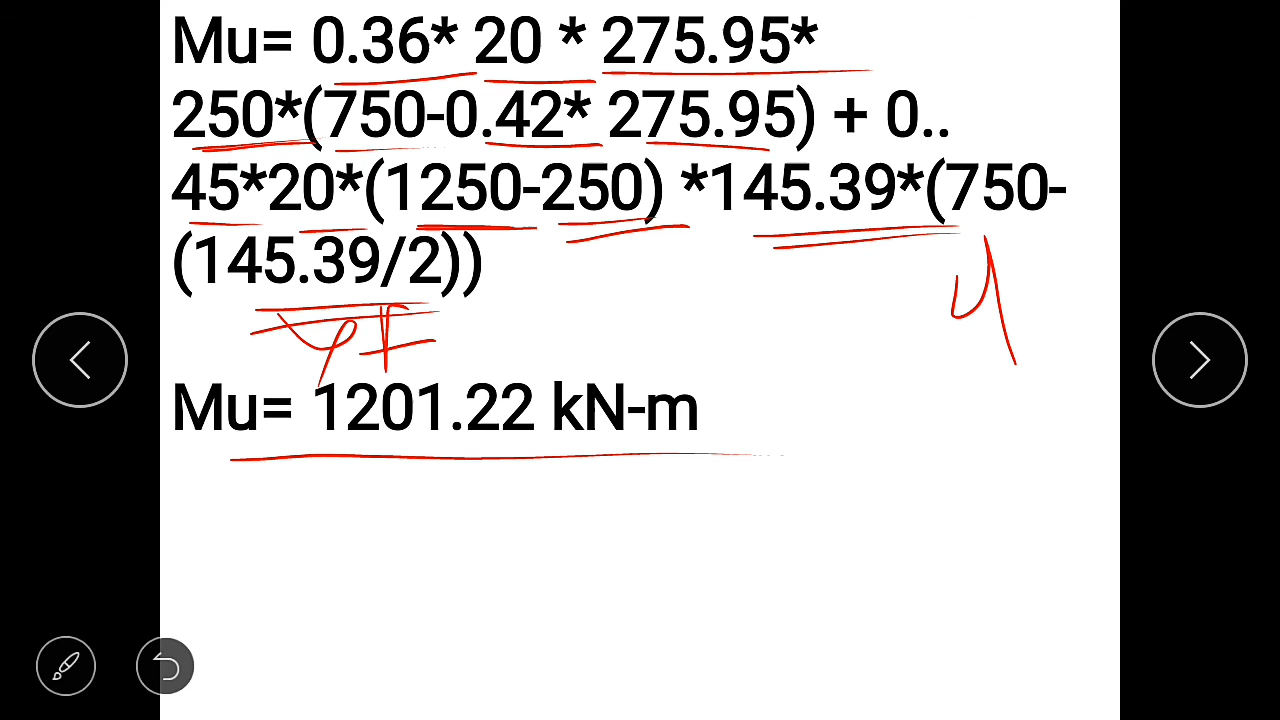 Mu= 0.36* 20 * 275.95*
250*(750-0.42* 275.95) + 0..
45*20*(1250-250) *145.39*(750-
(145.39/2))
yf
Mu= 1201.22 kN-m